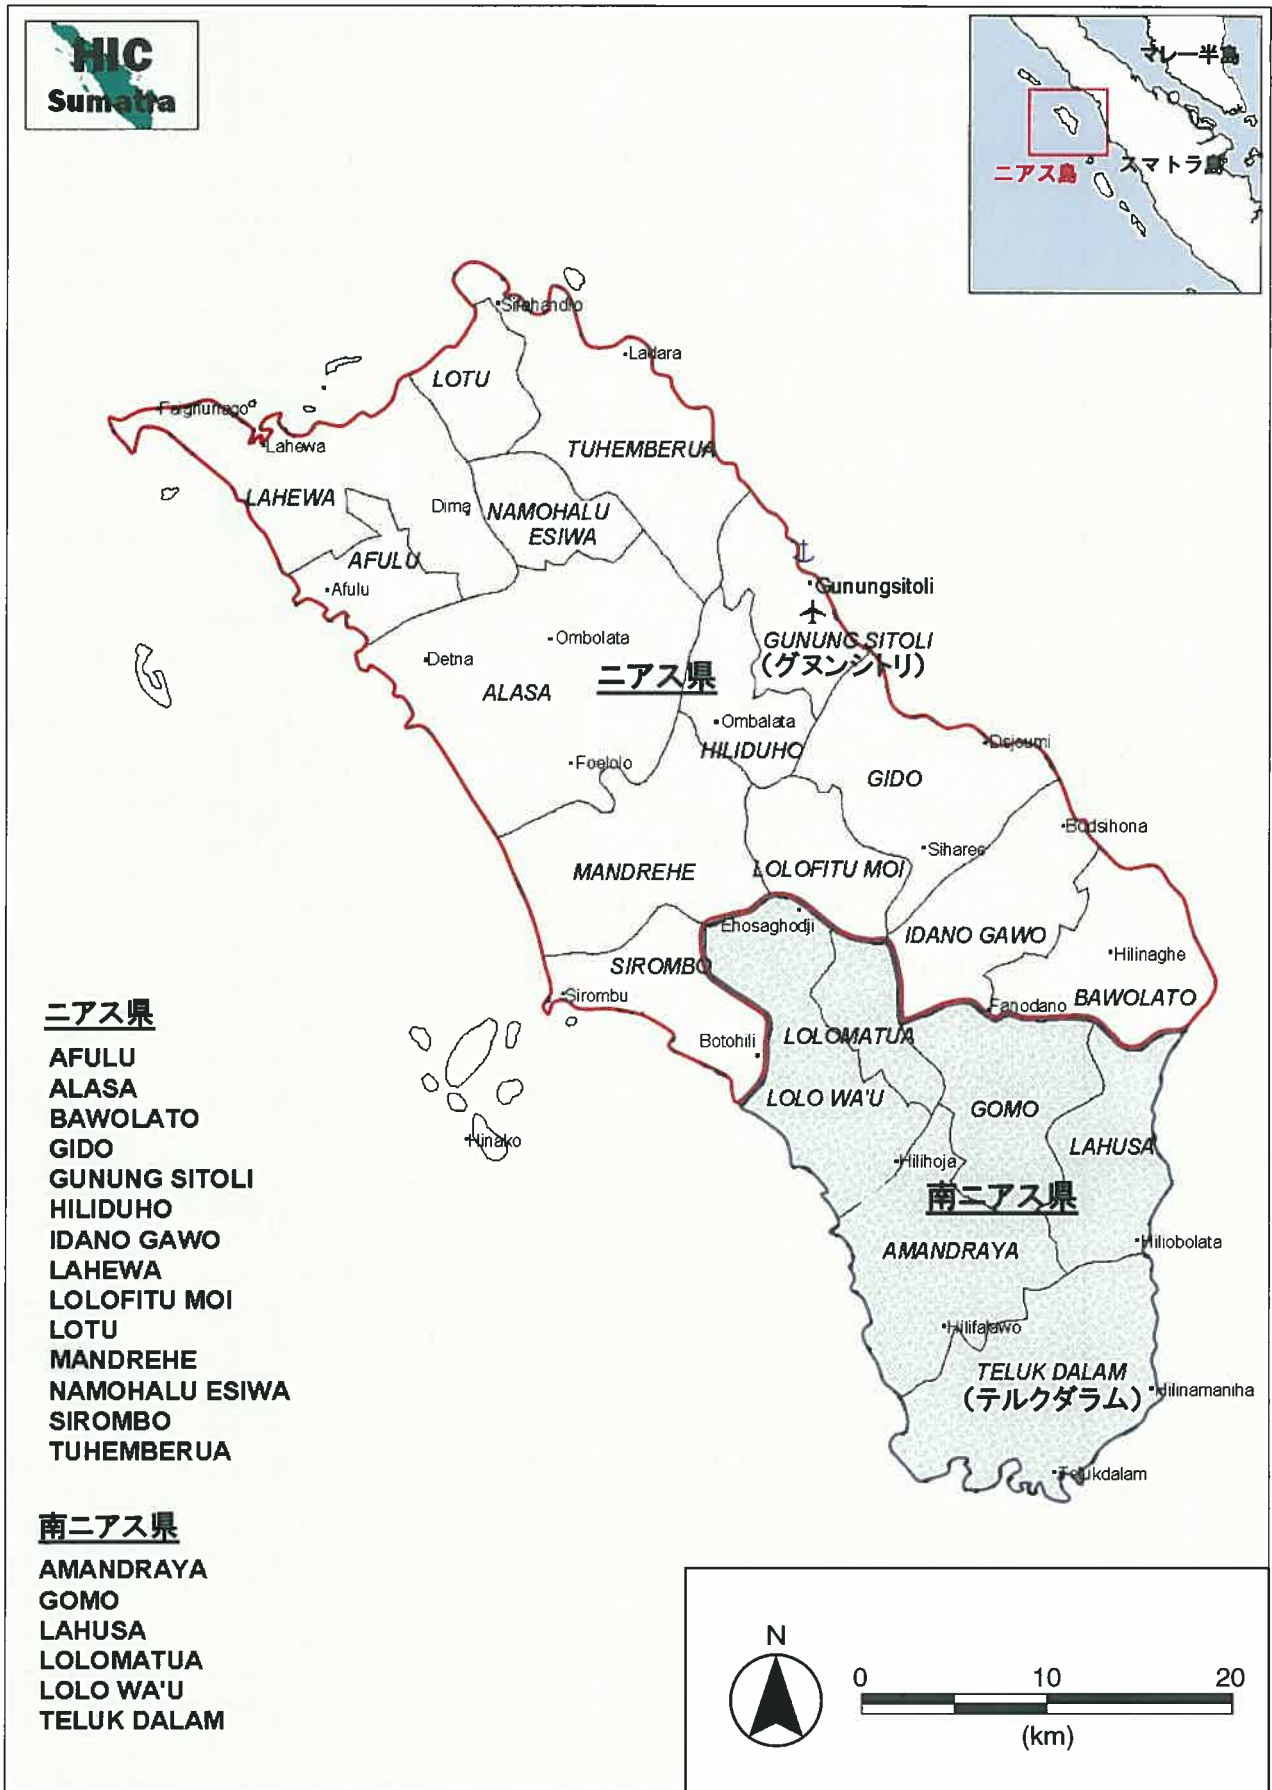 HIC
Sumatra
マレー半島
スマトラ島
ニアス島
Sifahandio
Ladara
LOTU
Lahewa
TUHEMBERUA
LAHEWA
Dima
NAMOHALU
ESIWA
AFULU
Afulu
Gunungsitoli
Ombolata
GUNUNG SITOLI
(グヌンシトリ)
Detna
ニアス県
ALASA
Ombalata
HILIDUHO
Foelolo
GIDO
Bodsihona
Siharee
MANDREHE
LOLOFITU MOI
Ehosaghodji
IDANO GAWO
Hilinaghe
SIROMBO
Sirombu
Fanodano
BAWOLATO
Botohili
LOLOMATUA
LOLO WA'U
GOMO
Hinako
LAHUSA
Hilihoja
南ニアス県
Hiliobolata
AMANDRAYA
TELUK DALAM
(テルクダラム)
Hilinamaniha
Telukdalam
ニアス県
AFULU
ALASA
BAWOLATO
GIDO
GUNUNG SITOLI
HILIDUHO
IDANO GAWO
LAHEWA
LOLOFITU MOI
LOTU
MANDREHE
NAMOHALU ESIWA
SIROMBO
TUHEMBERUA
南ニアス県
AMANDRAYA
GOMO
LAHUSA
LOLOMATUA
LOLO WA'U
TELUK DALAM
N
0 10 20
(km)